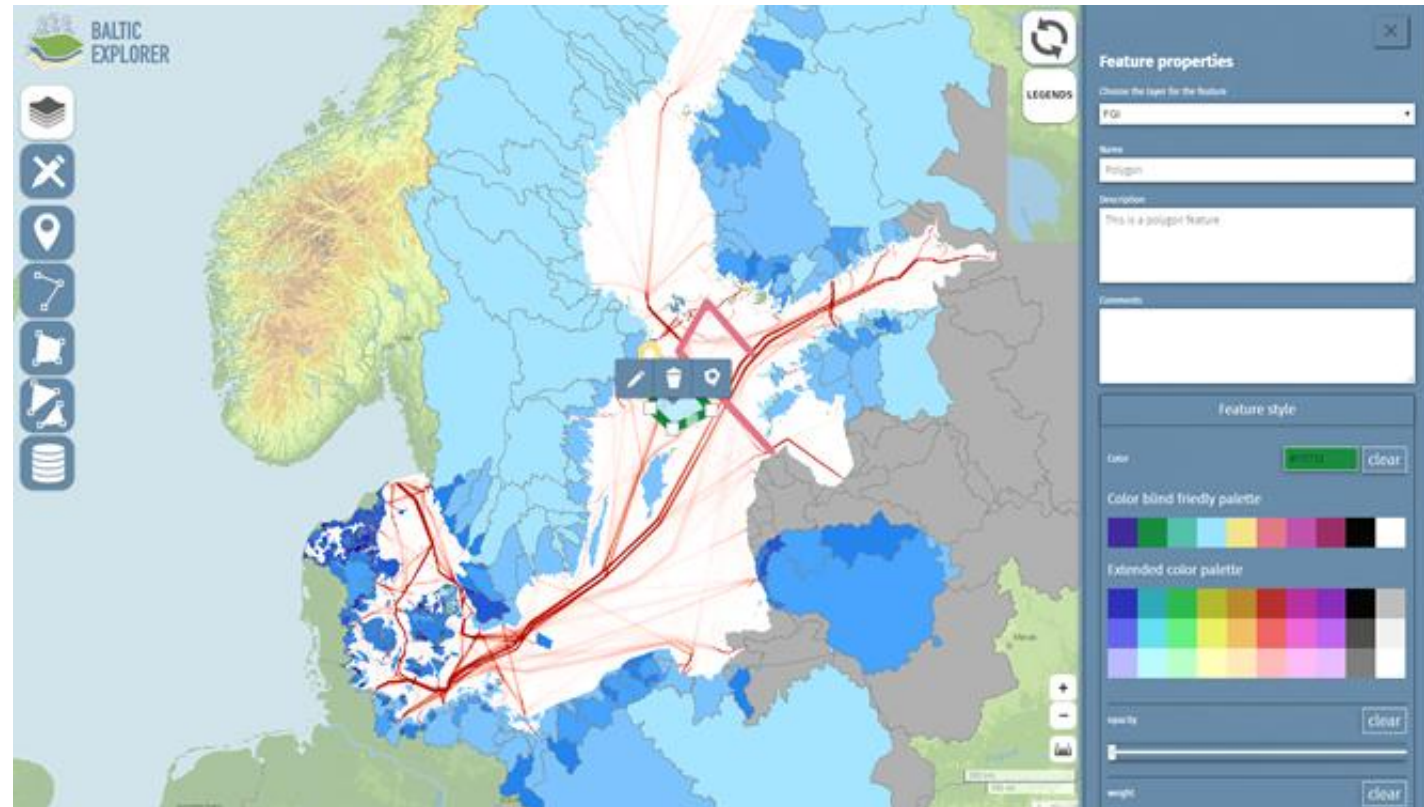 BALTIC
EXPLORER
LEGENDS
Feature properties
Choose the layer for the feature
FGI
Name
Polygon
Description
This is a polygon feature
Comments
Feature style
Color
clear
Color blind friedly palette
Extended color palette
opacity
clear
weight
clear
+
−